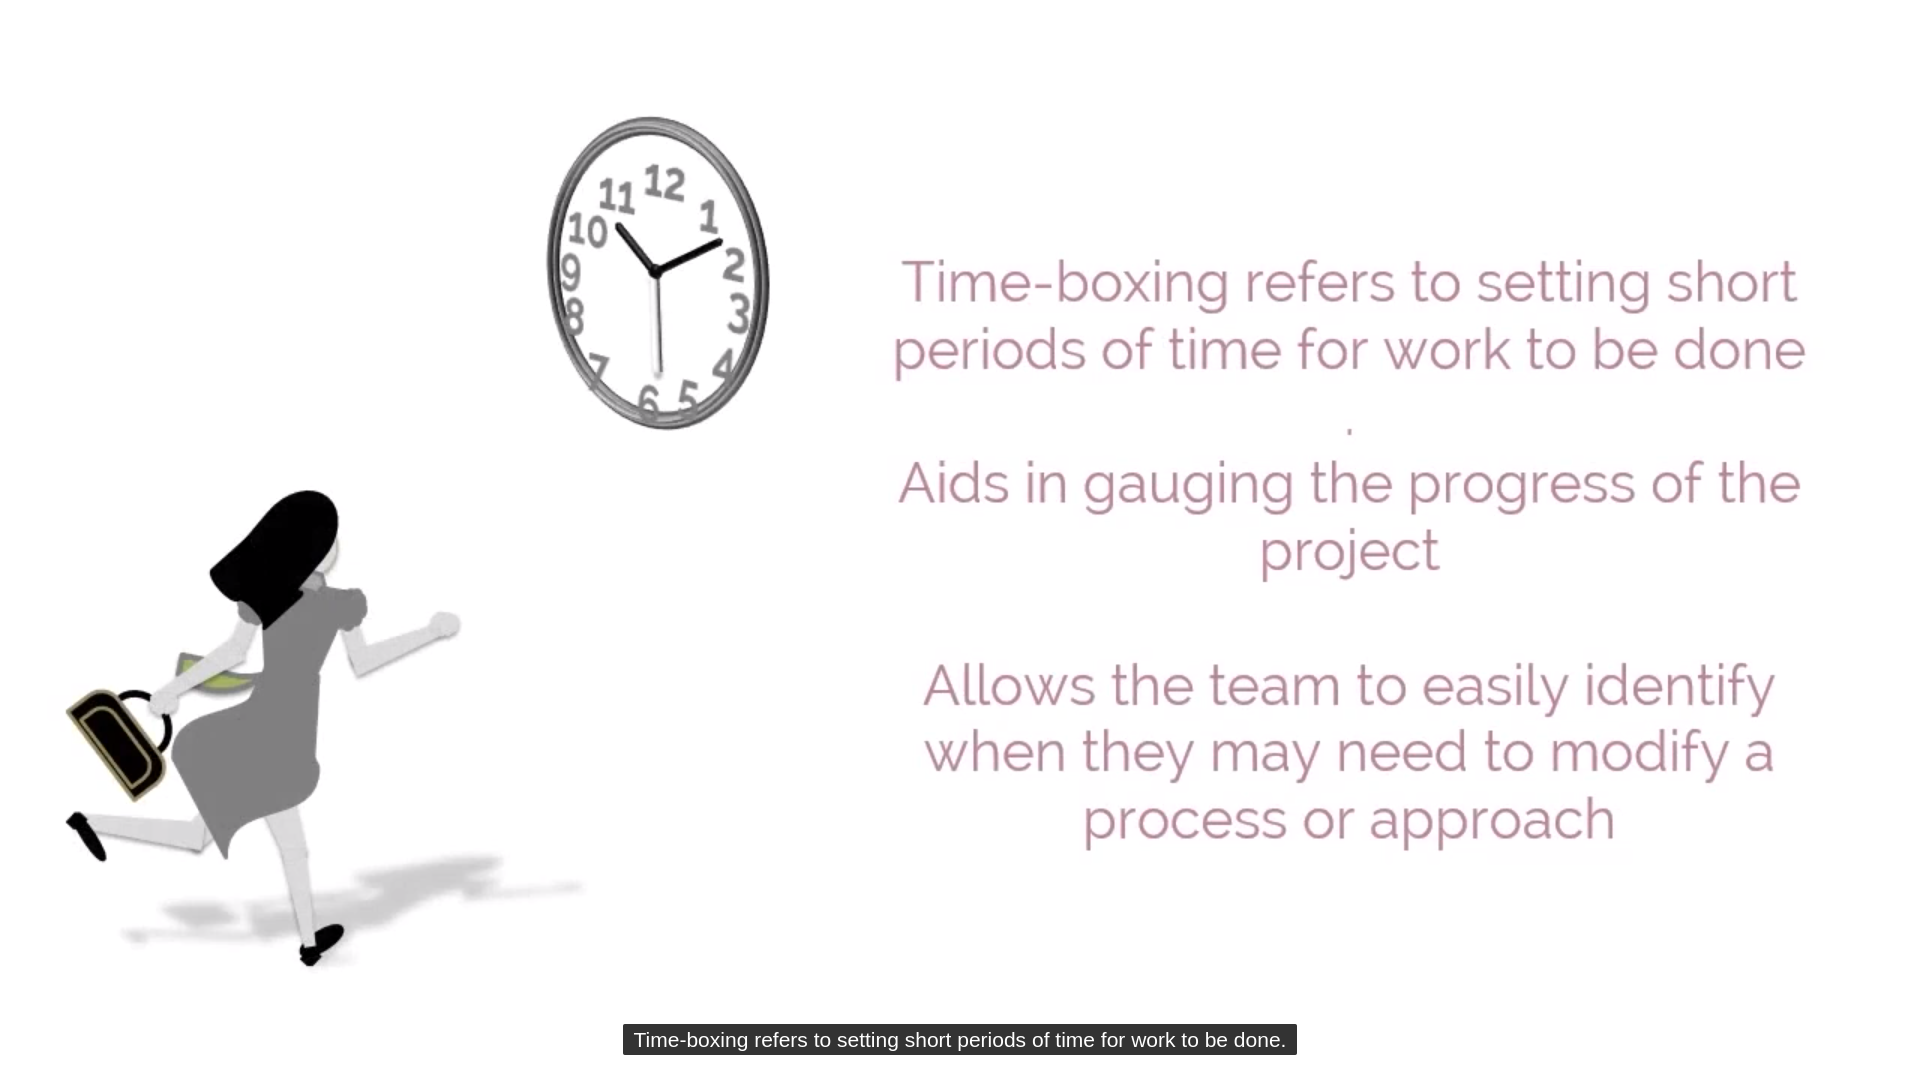 12
11
1
10
2
9
3
8
4
7
5
6
Time-boxing refers to setting short
periods of time for work to be done
.
Aids in gauging the progress of the
project
Allows the team to easily identify
when they may need to modify a
process or approach
Time-boxing refers to setting short periods of time for work to be done.